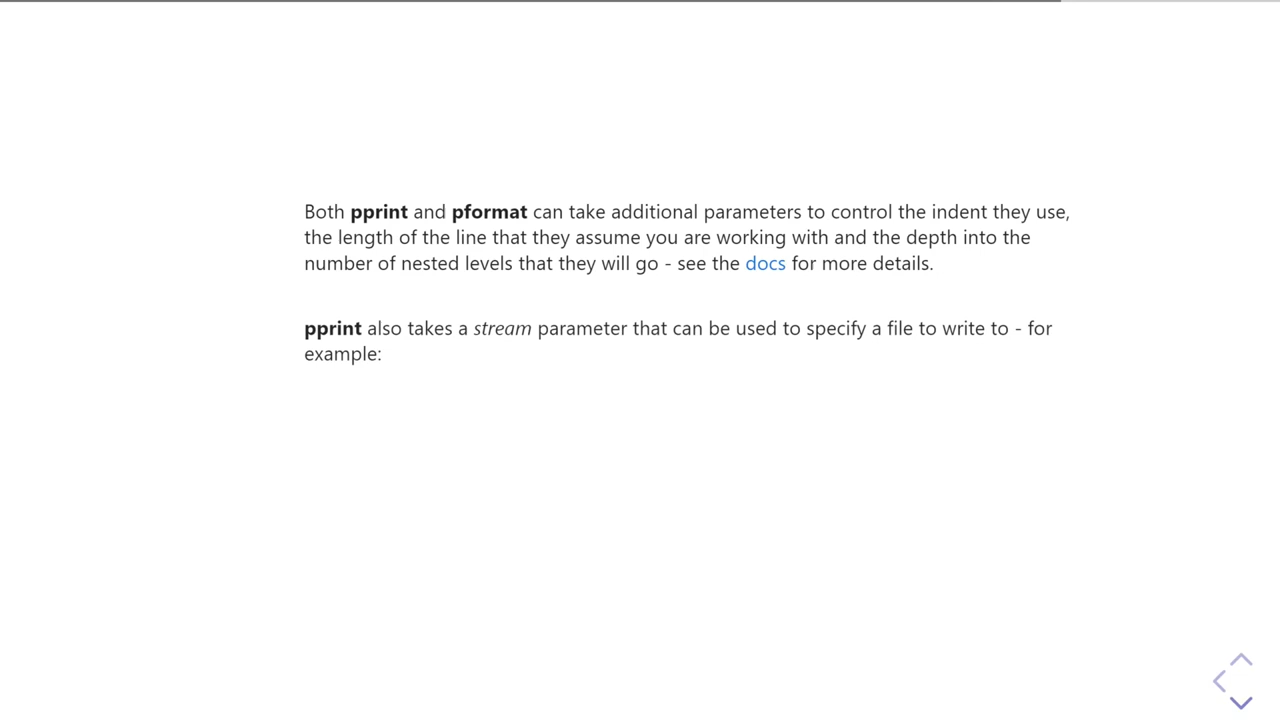 Both pprint and pformat can take additional parameters to control the indent they use,
the length of the line that they assume you are working with and the depth into the
number of nested levels that they will go - see the docs for more details.
pprint also takes a stream parameter that can be used to specify a file to write to - for
example: